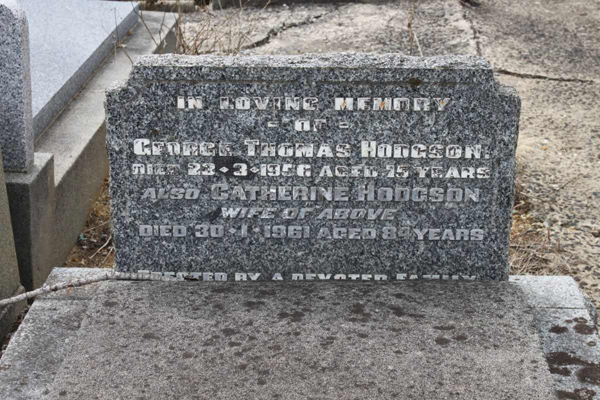 IN LOVING MEMORY
- OF -
GEORGE THOMAS HODGSON.
DIED 23·3·1956 AGED 75 YEARS
ALSO CATHERINE HODGSON
WIFE OF ABOVE
DIED 30·1·1961 AGED 84 YEARS
ERECTED BY A DEVOTED FAMILY